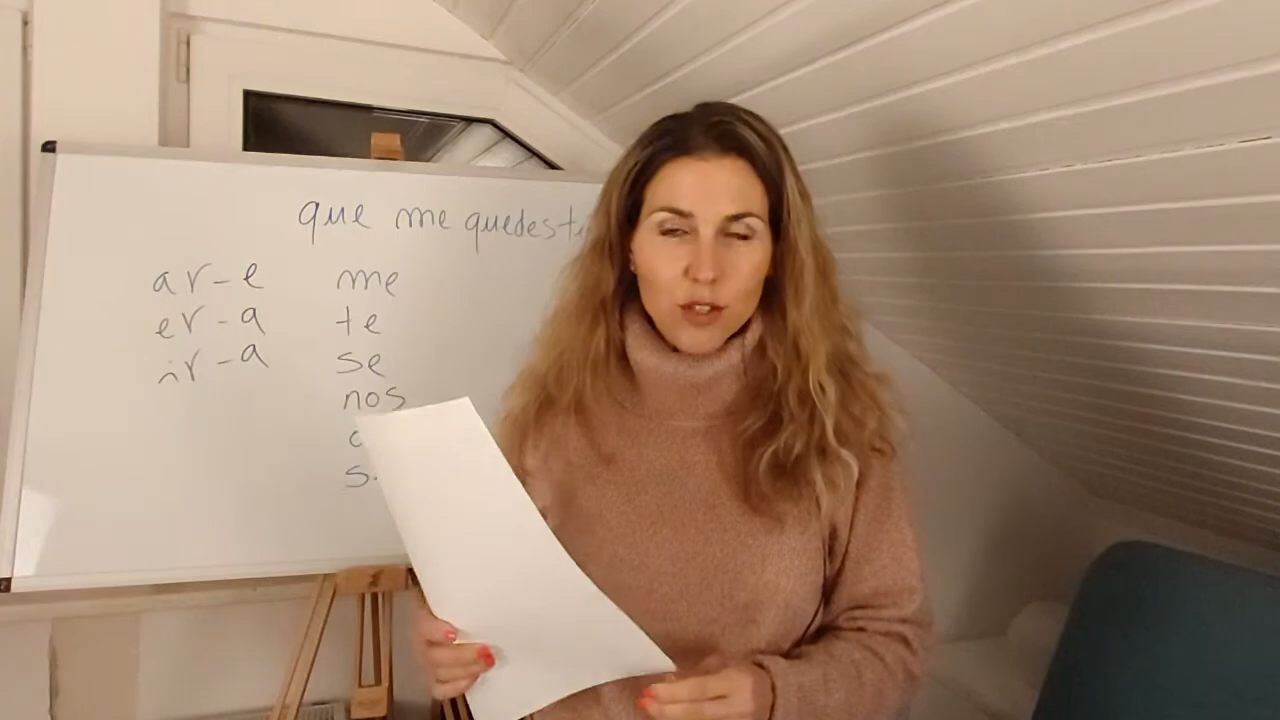 que me quedes
ar-e me
er-a te
ir-a se
nos